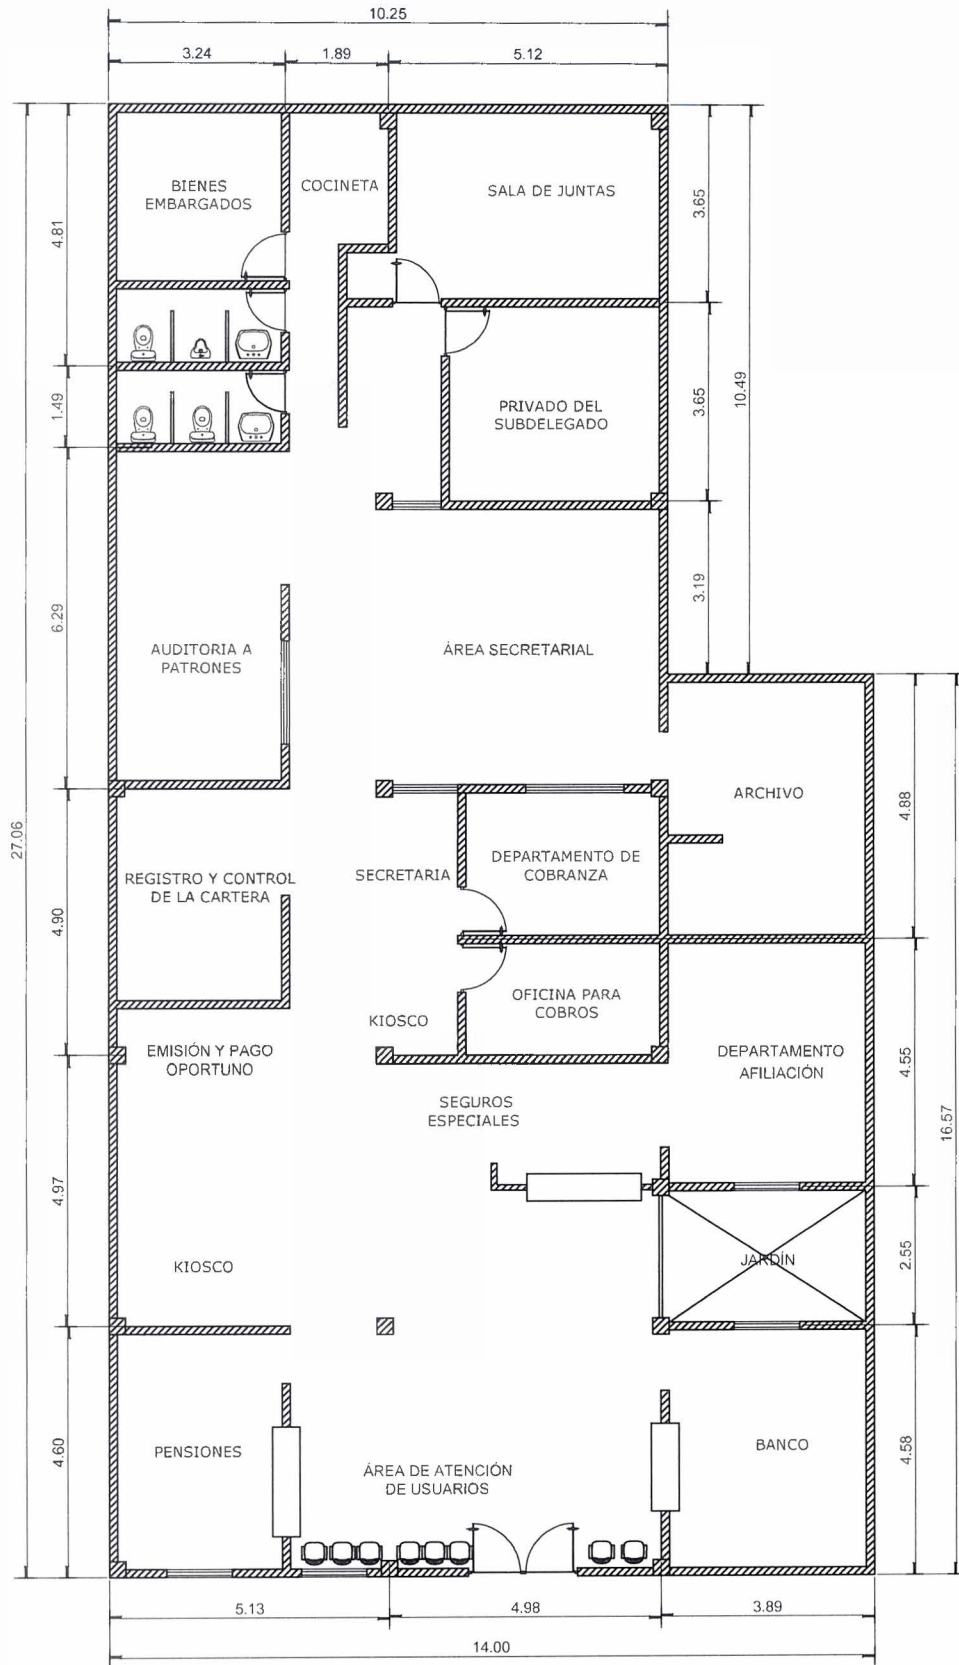 10.25
3.24
1.89
5.12
BIENES
EMBARGADOS
COCINETA
SALA DE JUNTAS
4.81
3.65
1.49
3.65
10.49
PRIVADO DEL
SUBDELEGADO
3.19
6.29
AUDITORIA A
PATRONES
ÁREA SECRETARIAL
27.06
ARCHIVO
4.88
REGISTRO Y CONTROL
DE LA CARTERA
SECRETARIA
DEPARTAMENTO DE
COBRANZA
4.90
OFICINA PARA
COBROS
KIOSCO
EMISIÓN Y PAGO
OPORTUNO
DEPARTAMENTO
AFILIACIÓN
4.55
16.57
SEGUROS
ESPECIALES
4.97
KIOSCO
JARDÍN
2.55
PENSIONES
ÁREA DE ATENCIÓN
DE USUARIOS
BANCO
4.60
4.58
5.13
4.98
3.89
14.00